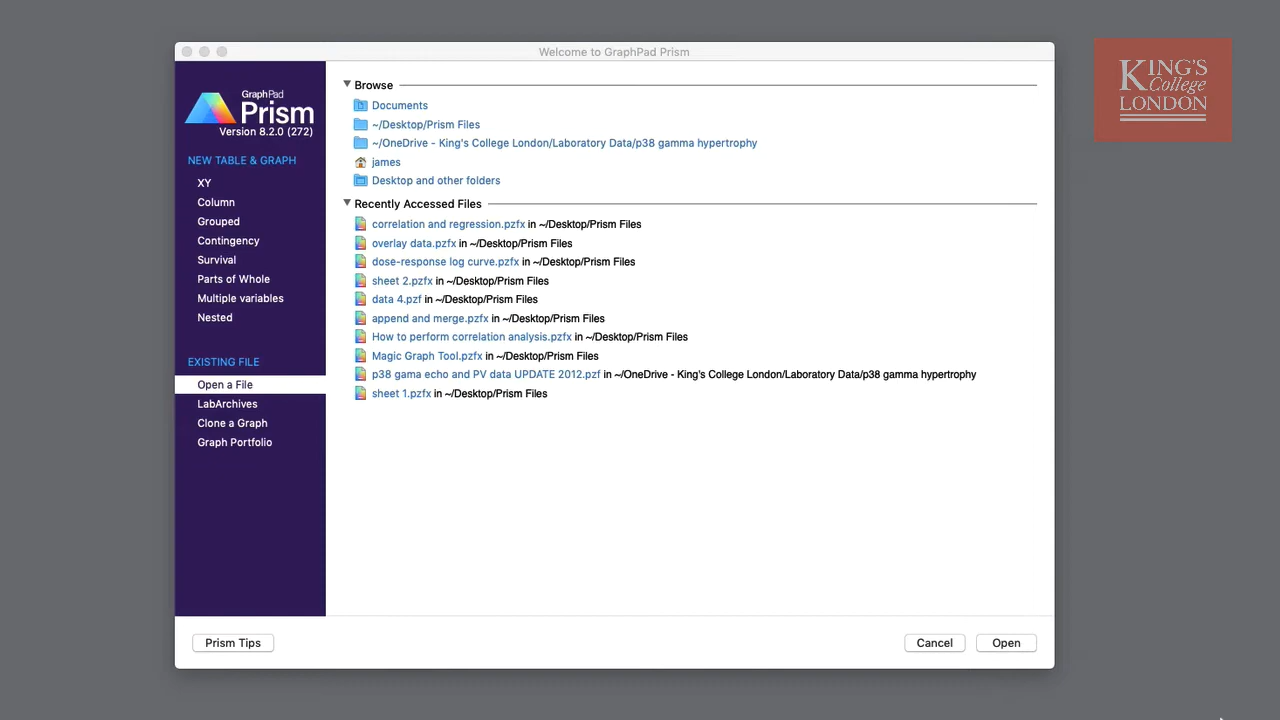 Welcome to GraphPad Prism
KING'S
College
LONDON
GraphPad
Prism
Version 8.2.0 (272)
NEW TABLE & GRAPH
XY
Column
Grouped
Contingency
Survival
Parts of Whole
Multiple variables
Nested
EXISTING FILE
Open a File
LabArchives
Clone a Graph
Graph Portfolio
Browse
Documents
~/Desktop/Prism Files
~/OneDrive - King's College London/Laboratory Data/p38 gamma hypertrophy
james
Desktop and other folders
Recently Accessed Files
correlation and regression.pzfx in ~/Desktop/Prism Files
overlay data.pzfx in ~/Desktop/Prism Files
dose-response log curve.pzfx in ~/Desktop/Prism Files
sheet 2.pzfx in ~/Desktop/Prism Files
data 4.pzf in ~/Desktop/Prism Files
append and merge.pzfx in ~/Desktop/Prism Files
How to perform correlation analysis.pzfx in ~/Desktop/Prism Files
Magic Graph Tool.pzfx in ~/Desktop/Prism Files
p38 gama echo and PV data UPDATE 2012.pzf in ~/OneDrive - King's College London/Laboratory Data/p38 gamma hypertrophy
sheet 1.pzfx in ~/Desktop/Prism Files
Prism Tips
Cancel
Open